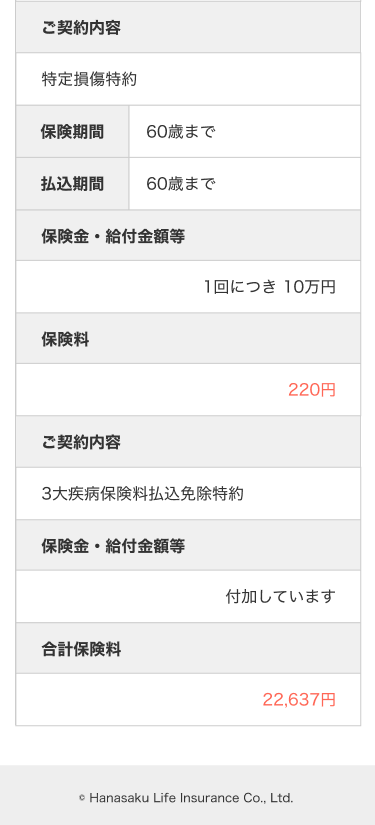 ご契約内容
特定損傷特約
保険期間 60歳まで
払込期間 60歳まで
保険金・給付金額等
1回につき 10万円
保険料
220円
ご契約内容
3大疾病保険料払込免除特約
保険金・給付金額等
付加しています
合計保険料
22,637円
© Hanasaku Life Insurance Co., Ltd.